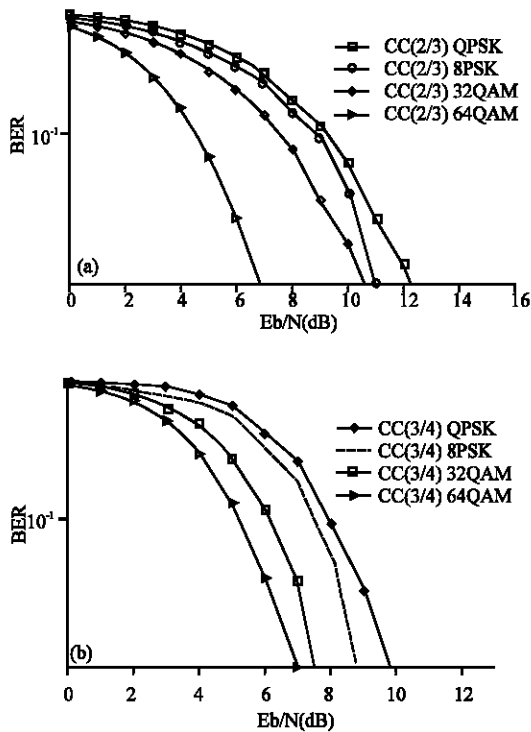 CC(2/3) QPSK
CC(2/3) 8PSK
CC(2/3) 32QAM
CC(2/3) 64QAM
BER
10-1
(a)
0 2 4 6 8 10 12 14 16
Eb/N(dB)
CC(3/4) QPSK
CC(3/4) 8PSK
CC(3/4) 32QAM
CC(3/4) 64QAM
BER
10-1
(b)
0 2 4 6 8 10 12
Eb/N(dB)